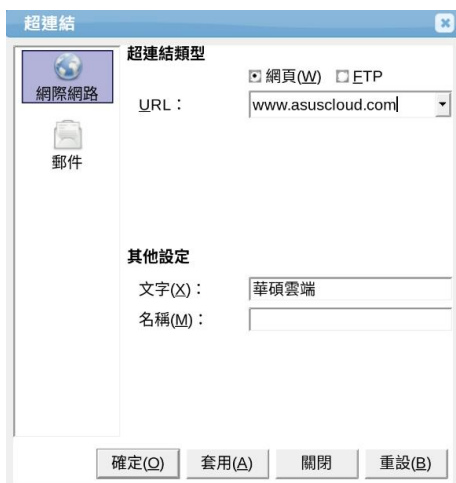 超連結
網際網路
郵件
超連結類型
網頁(W) FTP
URL： www.asuscloud.com
其他設定
文字(X)： 華碩雲端
名稱(M)：
確定(O) 套用(A) 關閉 重設(B)